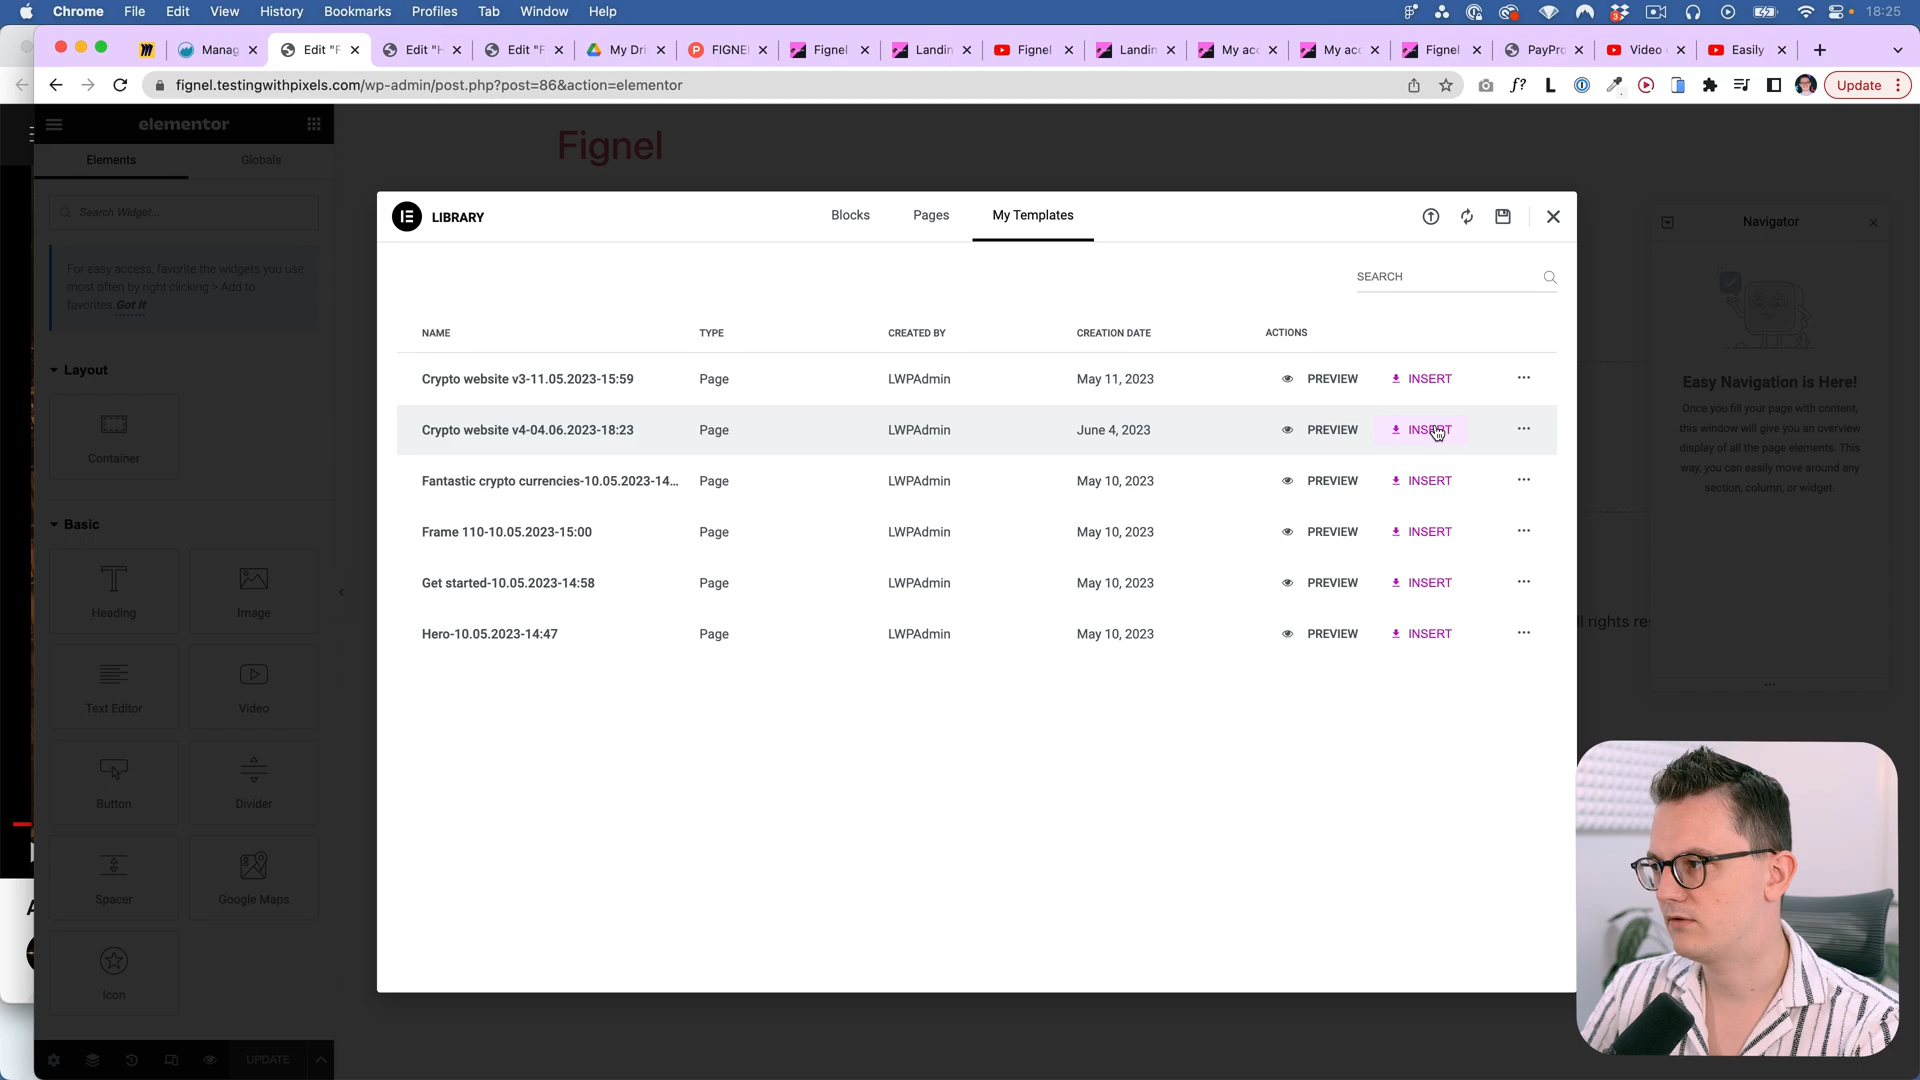 Chrome File Edit View History Bookmarks Profiles Tab Window Help 3 18:25
Manag Edit "F Edit "H Edit "F My Dri FIGNE Fignel Landin Fignel Landin My acc My acc Fignel PayPro Video Easily
fignel.testingwithpixels.com/wp-admin/post.php?post=86&action=elementor f? L Update
elementor
Elements Globals
Search Widget...
For easy access, favorite the widgets you use
most often by right clicking > Add to
favorites. Got It
Layout
Container
Basic
Heading Image
Text Editor Video
Button Divider
Spacer Google Maps
Icon
UPDATE
Fignel
LIBRARY Blocks Pages My Templates
SEARCH
NAME TYPE CREATED BY CREATION DATE ACTIONS
Crypto website v3-11.05.2023-15:59 Page LWPAdmin May 11, 2023 PREVIEW INSERT
Crypto website v4-04.06.2023-18:23 Page LWPAdmin June 4, 2023 PREVIEW INSERT
Fantastic crypto currencies-10.05.2023-14... Page LWPAdmin May 10, 2023 PREVIEW INSERT
Frame 110-10.05.2023-15:00 Page LWPAdmin May 10, 2023 PREVIEW INSERT
Get started-10.05.2023-14:58 Page LWPAdmin May 10, 2023 PREVIEW INSERT
Hero-10.05.2023-14:47 Page LWPAdmin May 10, 2023 PREVIEW INSERT
Navigator
Easy Navigation is Here!
Once you fill your page with content,
this window will give you an overview
display of all the page elements. This
way, you can easily move around any
section, column, or widget.
ll rights res